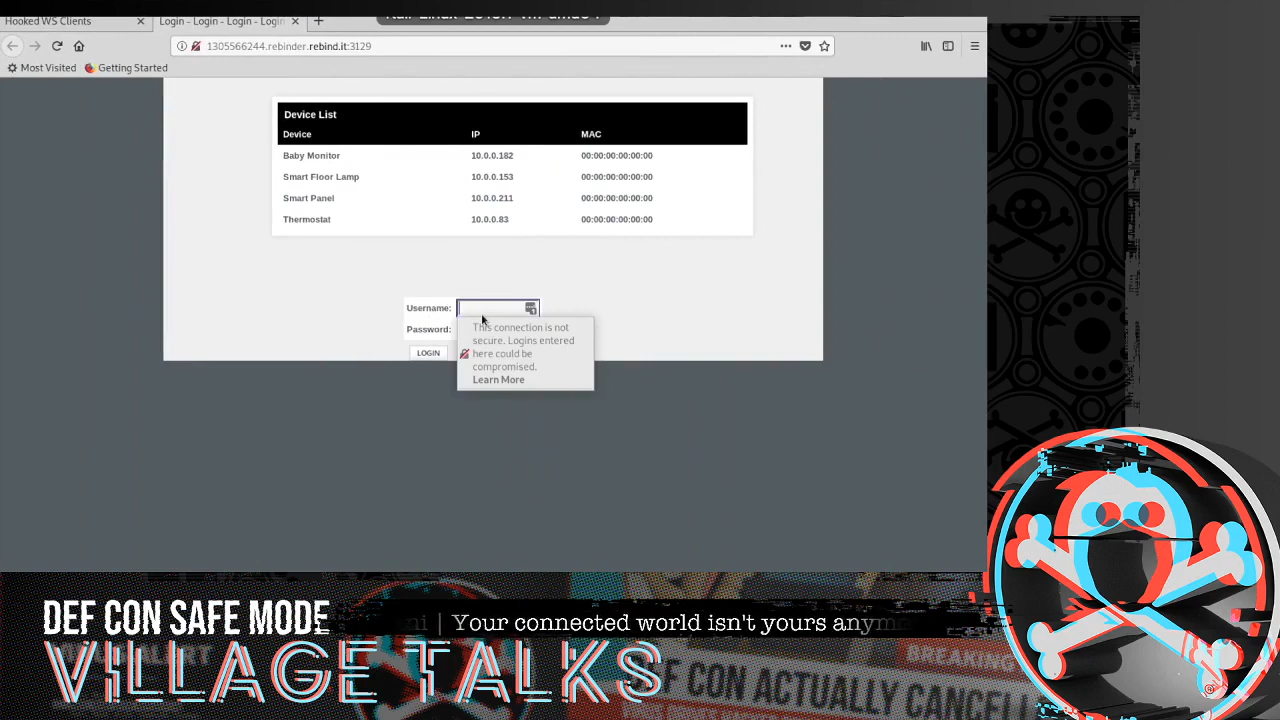 Hooked WS Clients
Login - Login - Login - Login
1305566244.rebinder.rebind.it:3129
Most Visited
Getting Started
Device List
Device IP MAC
Baby Monitor 10.0.0.182 00:00:00:00:00:00
Smart Floor Lamp 10.0.0.153 00:00:00:00:00:00
Smart Panel 10.0.0.211 00:00:00:00:00:00
Thermostat 10.0.0.83 00:00:00:00:00:00
Username:
Password:
LOGIN
This connection is not
secure. Logins entered
here could be
compromised.
Learn More
DEF CON SAFE MODE
| Your connected world isn't yours anym
VILLAGE TALKS
BREAKING
DEF CON ACTUALLY CANCELL